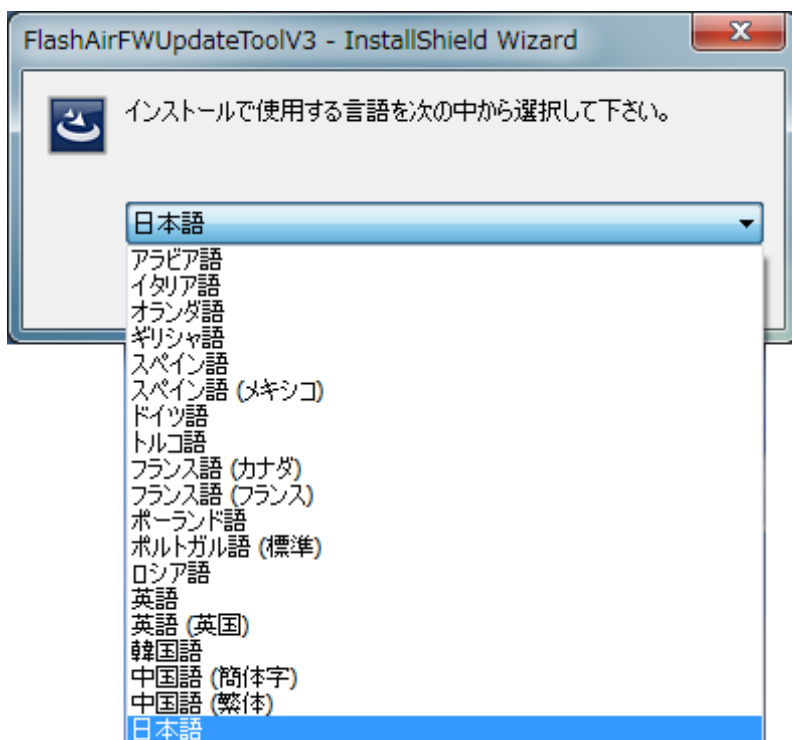 FlashAirFWUpdateToolV3 - InstallShield Wizard
インストールで使用する言語を次の中から選択して下さい。
日本語
アラビア語
イタリア語
オランダ語
ギリシャ語
スペイン語
スペイン語 (メキシコ)
ドイツ語
トルコ語
フランス語 (カナダ)
フランス語 (フランス)
ポーランド語
ポルトガル語 (標準)
ロシア語
英語
英語 (英国)
韓国語
中国語 (簡体字)
中国語 (繁体)
日本語